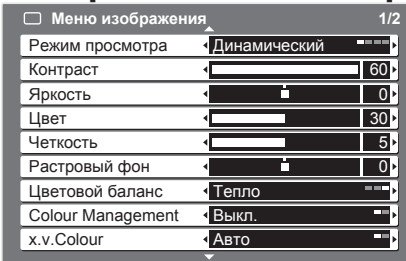 Меню изображения 1/2
Режим просмотра Динамический
Контраст 60
Яркость 0
Цвет 30
Четкость 5
Растровый фон 0
Цветовой баланс Тепло
Colour Management Выкл.
x.v.Colour Авто